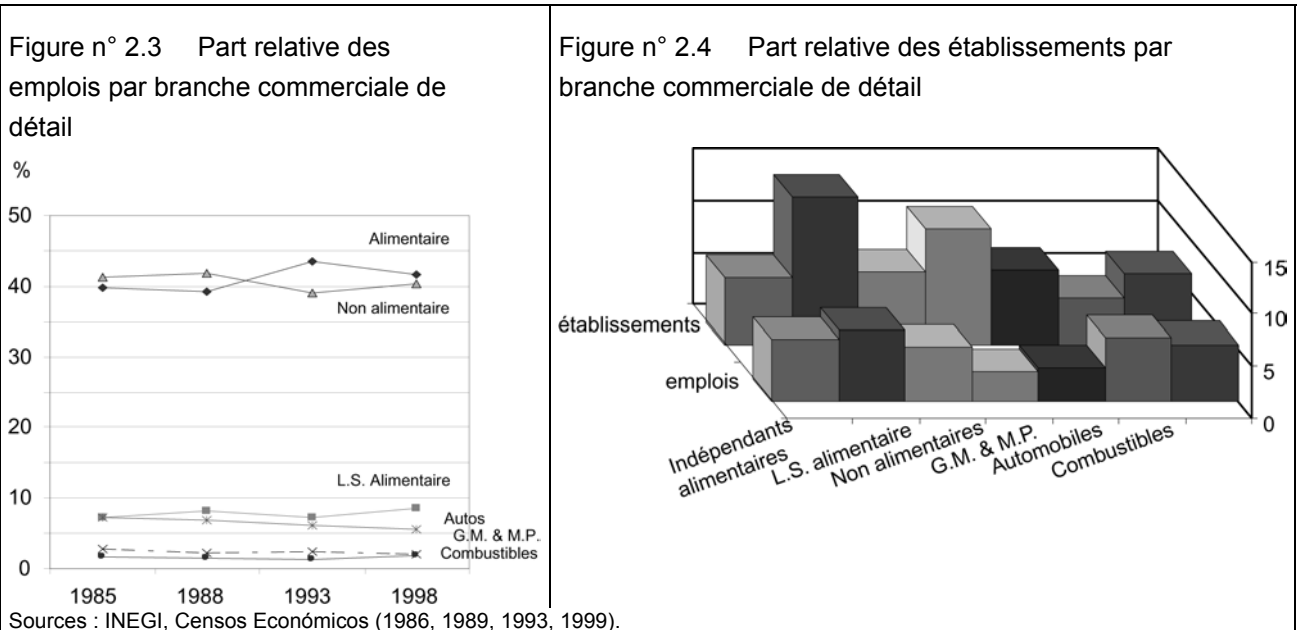 Figure n° 2.3 Part relative des
emplois par branche commerciale de
détail
%
50
40
30
20
10
0
Alimentaire
Non alimentaire
L.S. Alimentaire
Autos
G.M. & M.P.
Combustibles
1985 1988 1993 1998
Figure n° 2.4 Part relative des établissements par
branche commerciale de détail
établissements
emplois
15
10
5
0
Indépendants
alimentaires
L.S. alimentaire
Non alimentaires
G.M. & M.P.
Automobiles
Combustibles
Sources : INEGI, Censos Económicos (1986, 1989, 1993, 1999).